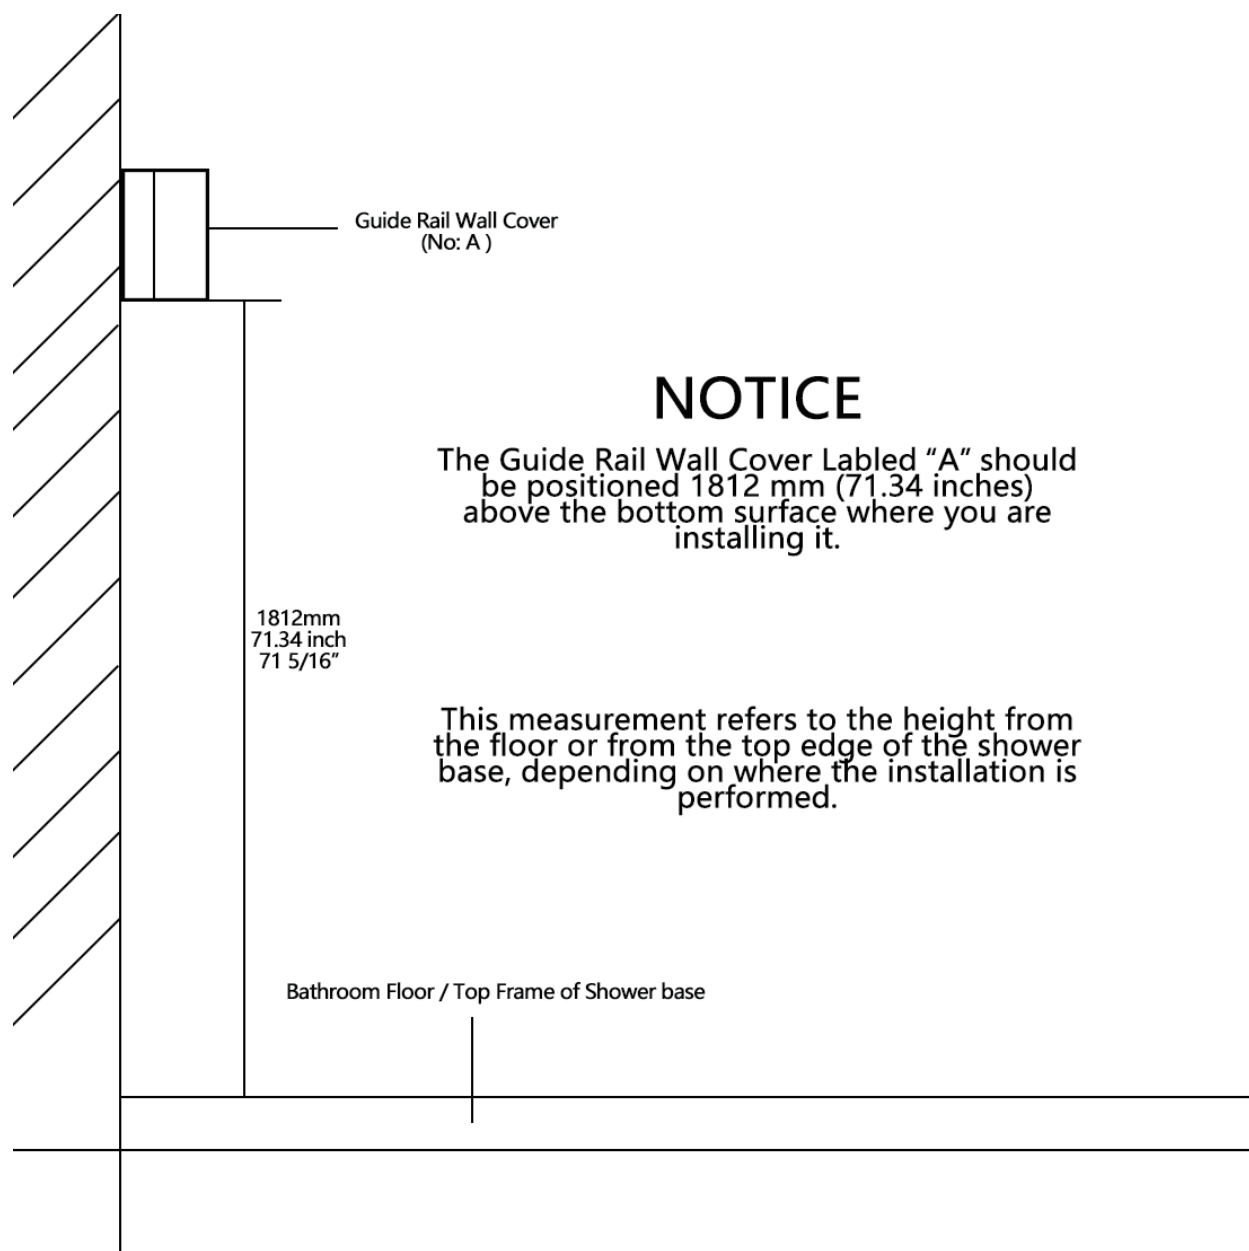 Guide Rail Wall Cover
(No: A )
NOTICE
The Guide Rail Wall Cover Labled “A” should
be positioned 1812 mm (71.34 inches)
above the bottom surface where you are
installing it.
1812mm
71.34 inch
71 5/16”
This measurement refers to the height from
the floor or from the top edge of the shower
base, depending on where the installation is
performed.
Bathroom Floor / Top Frame of Shower base